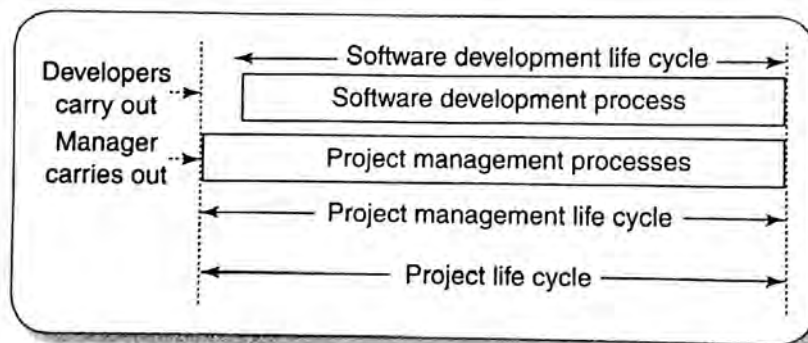 Software development life cycle
Developers
carry out
Software development process
Manager
carries out
Project management processes
Project management life cycle
Project life cycle